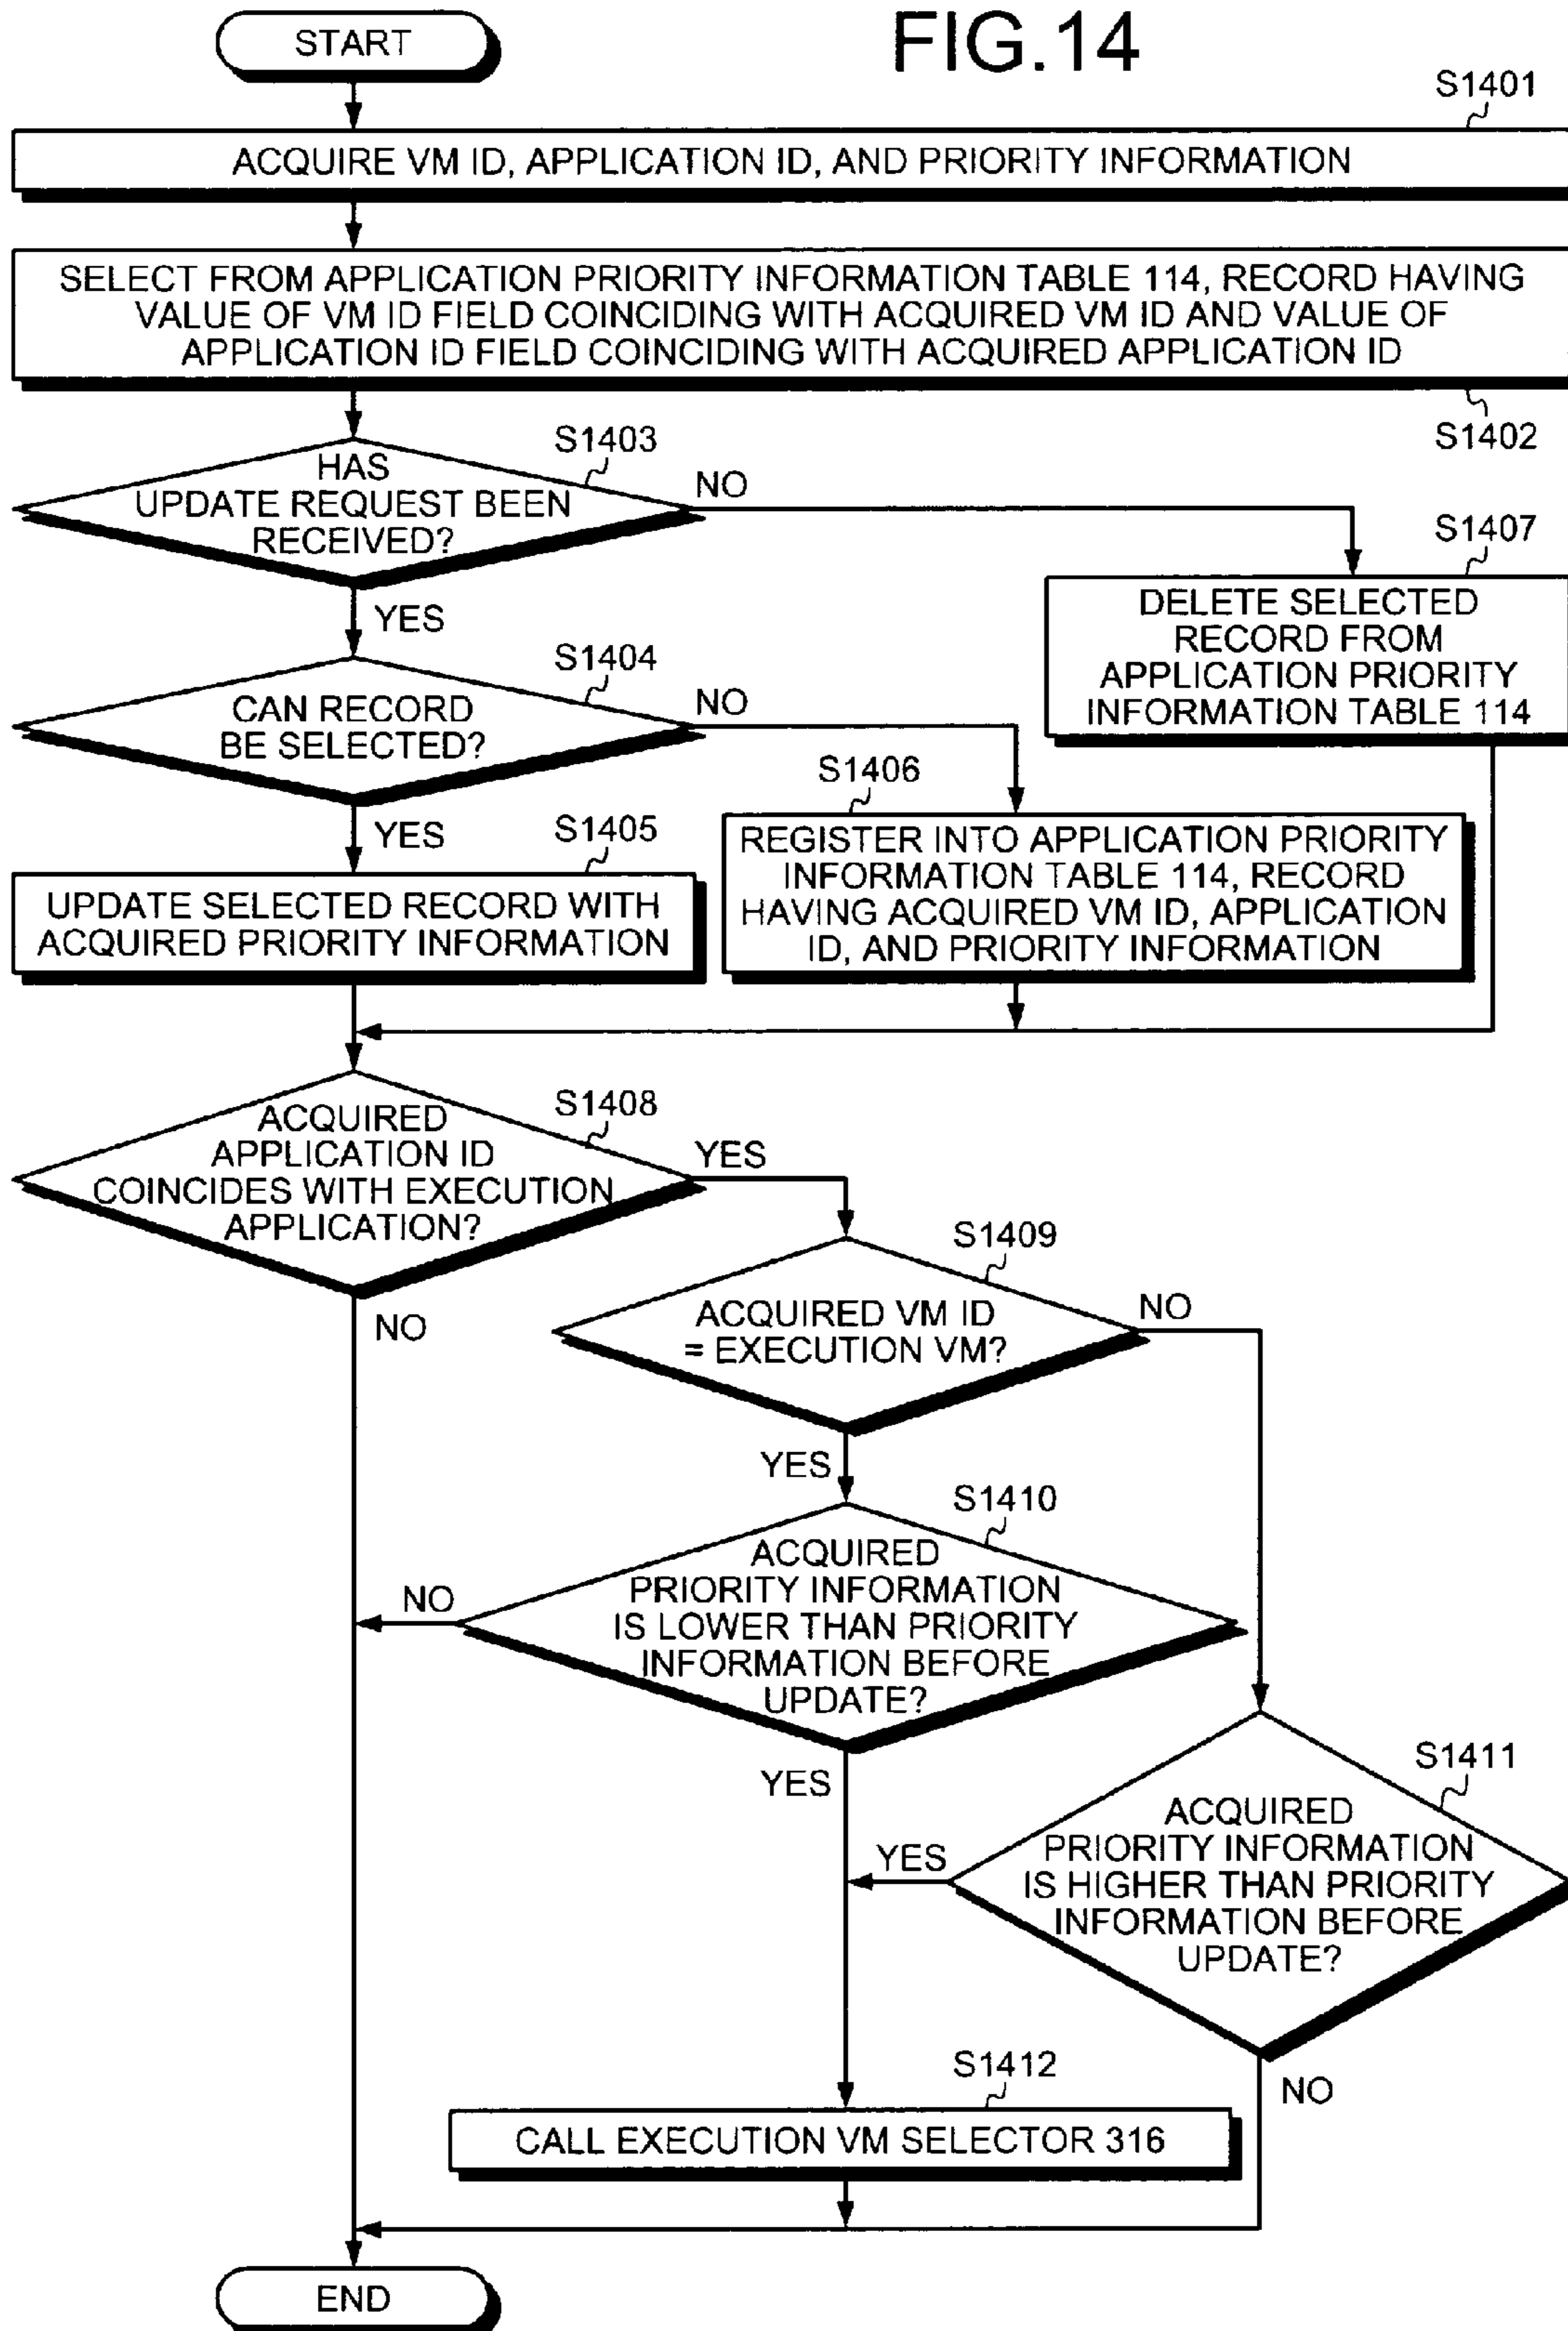 FIG.14
START
S1401
ACQUIRE VM ID, APPLICATION ID, AND PRIORITY INFORMATION
SELECT FROM APPLICATION PRIORITY INFORMATION TABLE 114, RECORD HAVING
VALUE OF VM ID FIELD COINCIDING WITH ACQUIRED VM ID AND VALUE OF
APPLICATION ID FIELD COINCIDING WITH ACQUIRED APPLICATION ID
S1402
S1403
HAS
UPDATE REQUEST BEEN
RECEIVED?
NO
YES
S1407
DELETE SELECTED
RECORD FROM
APPLICATION PRIORITY
INFORMATION TABLE 114
S1404
CAN RECORD
BE SELECTED?
NO
YES
S1406
REGISTER INTO APPLICATION PRIORITY
INFORMATION TABLE 114, RECORD
HAVING ACQUIRED VM ID, APPLICATION
ID, AND PRIORITY INFORMATION
S1405
UPDATE SELECTED RECORD WITH
ACQUIRED PRIORITY INFORMATION
S1408
ACQUIRED
APPLICATION ID
COINCIDES WITH EXECUTION
APPLICATION?
YES
NO
S1409
ACQUIRED VM ID
= EXECUTION VM?
NO
YES
S1410
ACQUIRED
PRIORITY INFORMATION
IS LOWER THAN PRIORITY
INFORMATION BEFORE
UPDATE?
NO
YES
S1411
ACQUIRED
PRIORITY INFORMATION
IS HIGHER THAN PRIORITY
INFORMATION BEFORE
UPDATE?
YES
NO
S1412
CALL EXECUTION VM SELECTOR 316
END